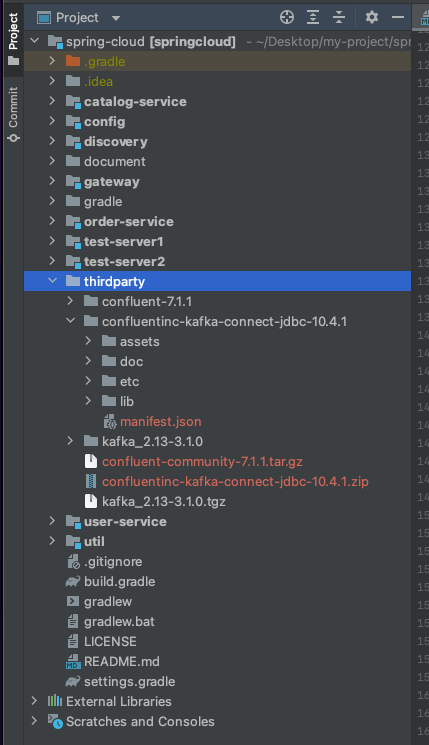 Project
Project
Commit
spring-cloud [springcloud] - ~/Desktop/my-project/spr
.gradle
.idea
catalog-service
config
discovery
document
gateway
gradle
order-service
test-server1
test-server2
thirdparty
confluent-7.1.1
confluentinc-kafka-connect-jdbc-10.4.1
assets
doc
etc
lib
manifest.json
kafka_2.13-3.1.0
confluent-community-7.1.1.tar.gz
confluentinc-kafka-connect-jdbc-10.4.1.zip
kafka_2.13-3.1.0.tgz
user-service
util
.gitignore
build.gradle
gradlew
gradlew.bat
LICENSE
README.md
settings.gradle
External Libraries
Scratches and Consoles